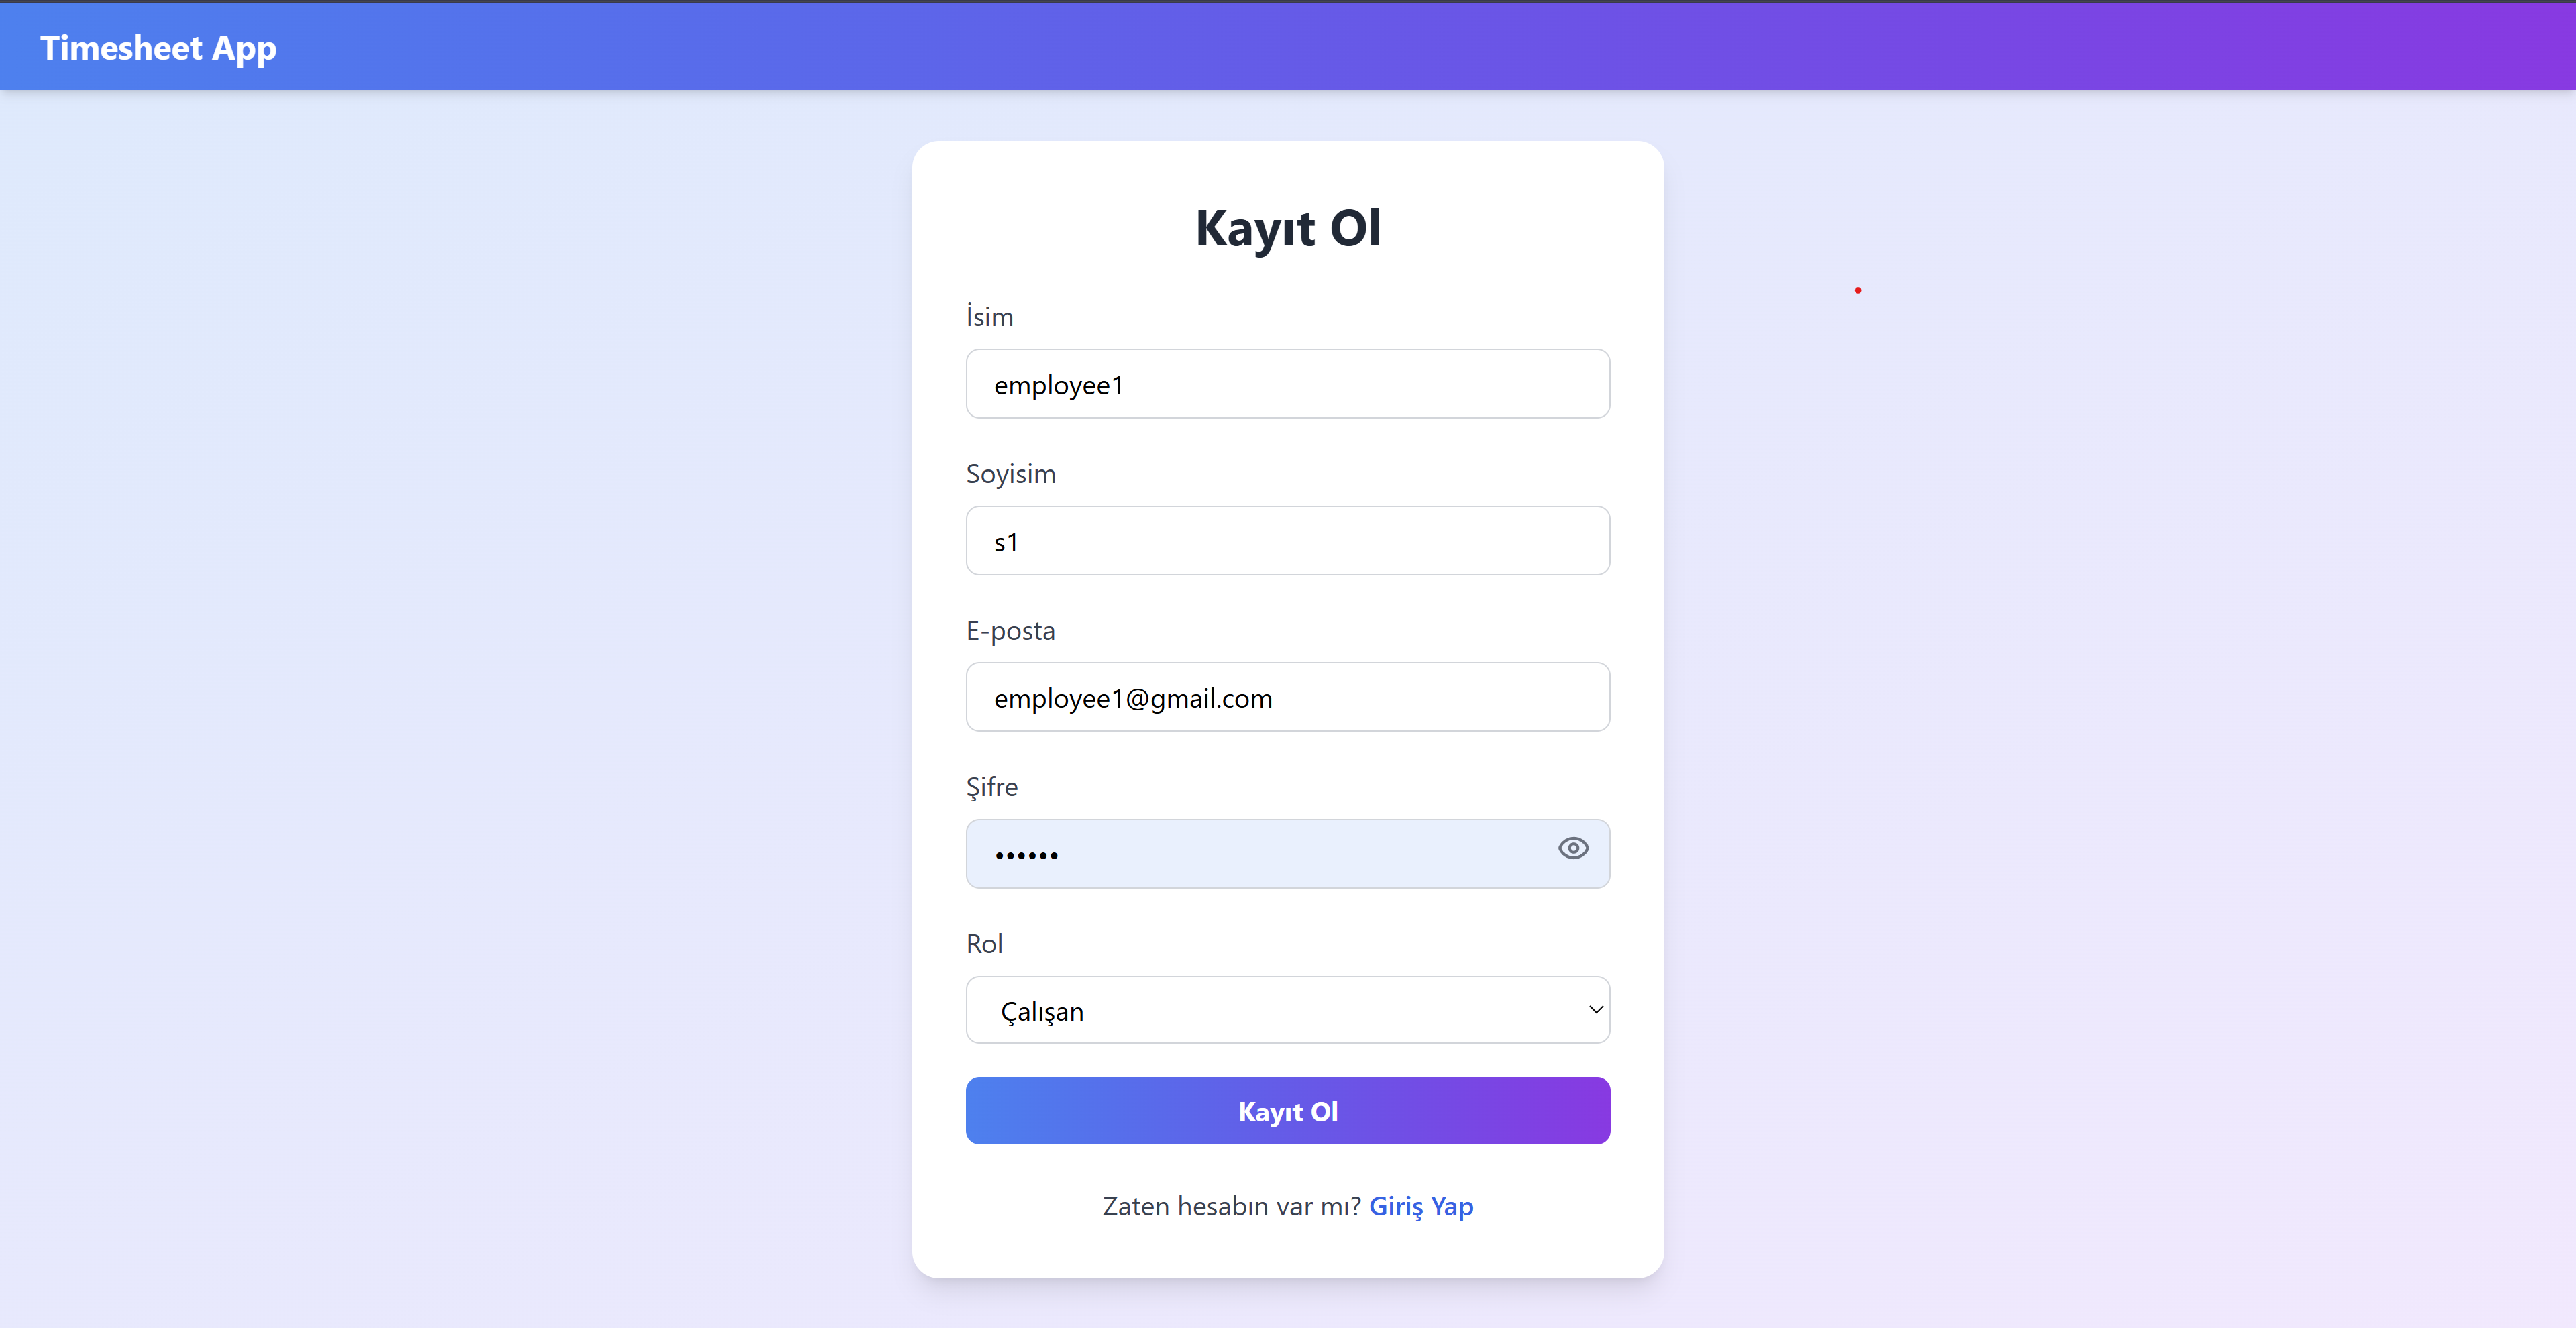 Timesheet App
Kayıt Ol
İsim
employee1
Soyisim
s1
E-posta
employee1@gmail.com
Şifre
••••••
Rol
Çalışan
Kayıt Ol
Zaten hesabın var mı? Giriş Yap